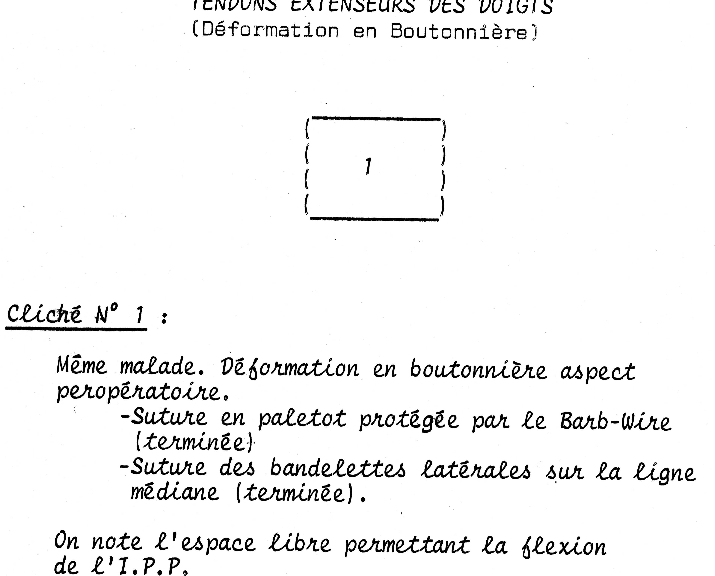 TENDONS EXTENSEURS DES DOIGTS
(Déformation en Boutonnière)
1
Cliché N° 1 :
Même malade. Déformation en boutonnière aspect
peropératoire.
-Suture en paletot protégée par le Barb-Wire
(terminée)
-Suture des bandelettes latérales sur la ligne
médiane (terminée).
On note l'espace libre permettant la flexion
de l'I.P.P.